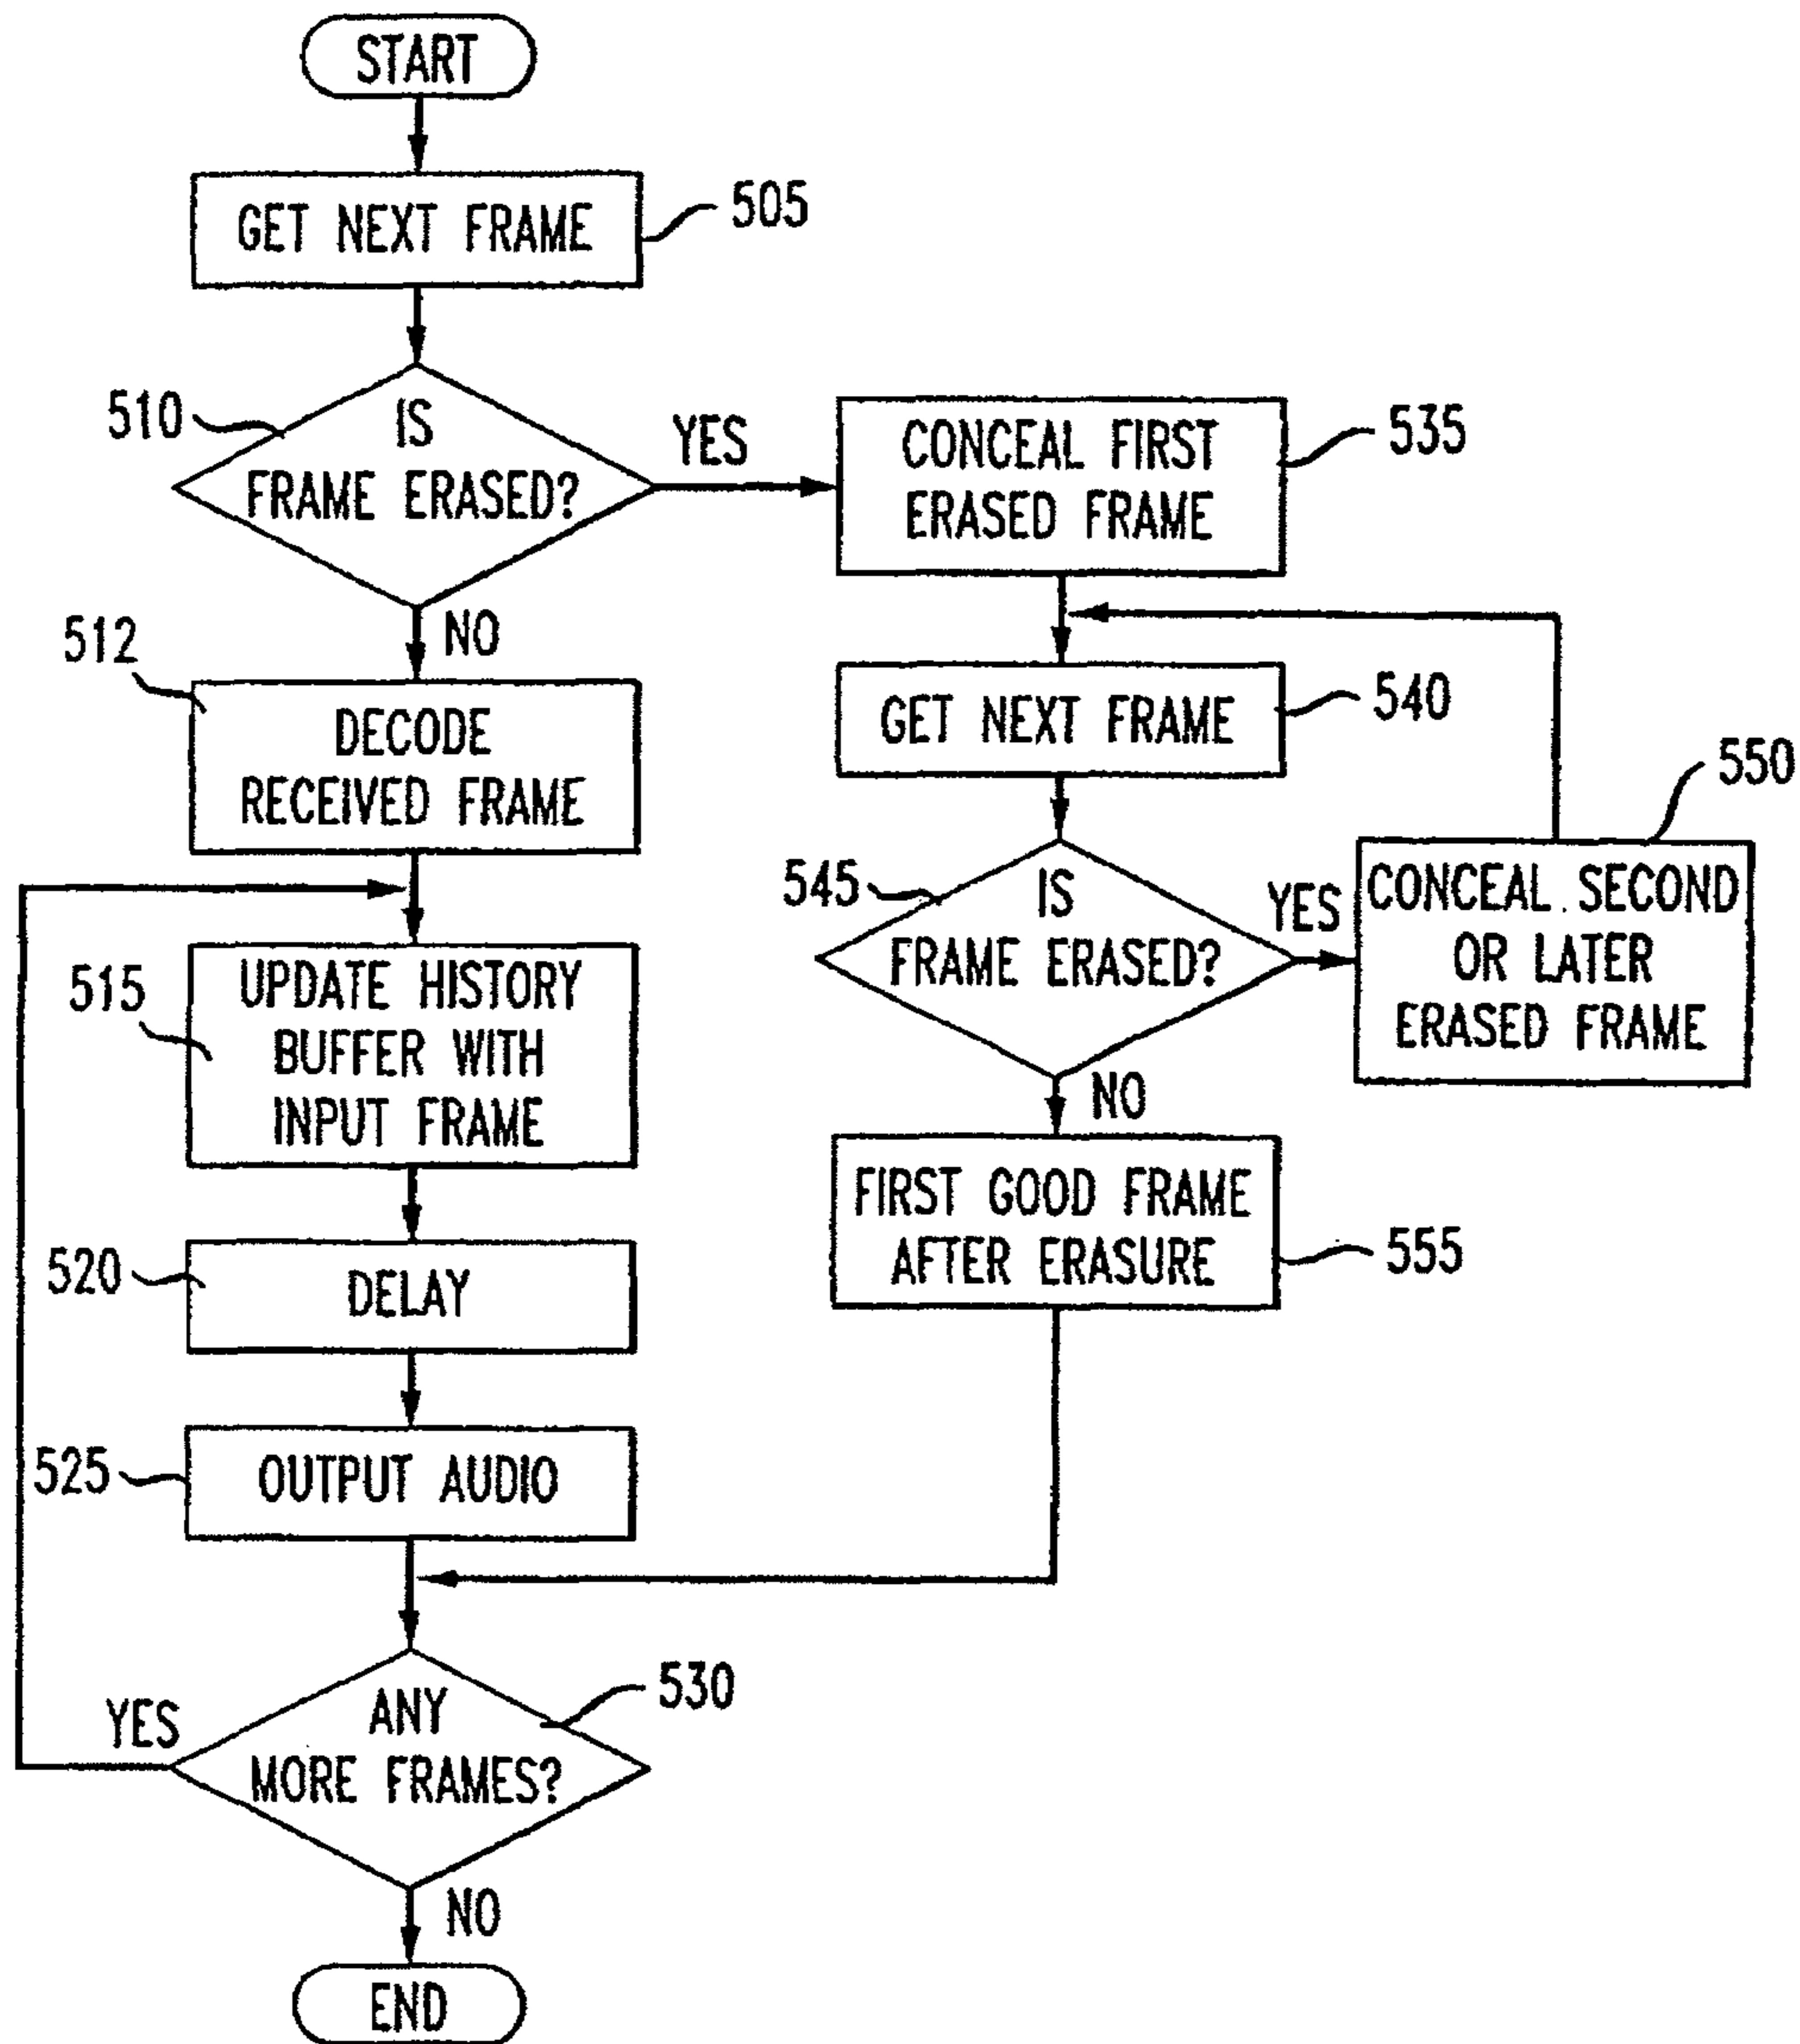 START
GET NEXT FRAME
505
510
IS
FRAME ERASED?
YES
CONCEAL FIRST
ERASED FRAME
535
NO
512
DECODE
RECEIVED FRAME
GET NEXT FRAME
540
550
545
IS
FRAME ERASED?
YES
CONCEAL SECOND
OR LATER
ERASED FRAME
515
UPDATE HISTORY
BUFFER WITH
INPUT FRAME
NO
FIRST GOOD FRAME
AFTER ERASURE
555
520
DELAY
525
OUTPUT AUDIO
530
YES
ANY
MORE FRAMES?
NO
END